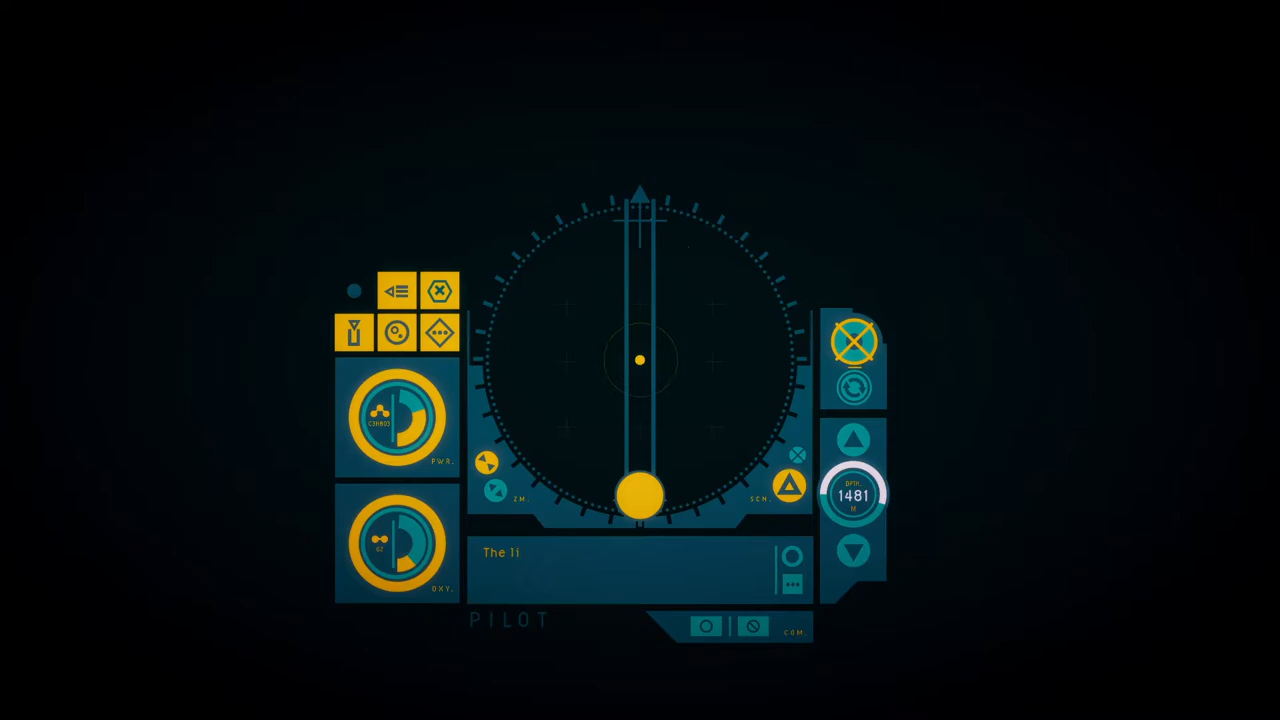 C3H8O3
PWR.
O2
OXY.
ZM.
SCN.
DPTH.
1481
M
The li
PILOT
COM.